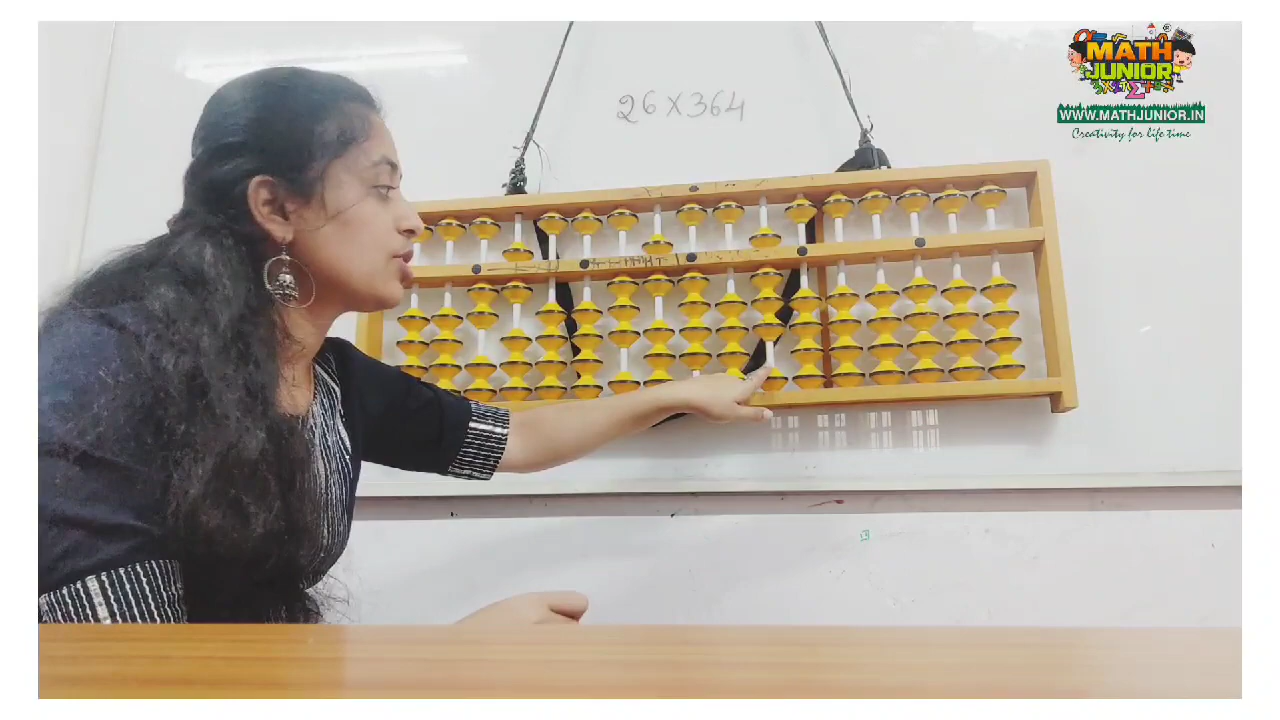 26 X 364
MATH
JUNIOR
WWW.MATHJUNIOR.IN
Creativity for life time